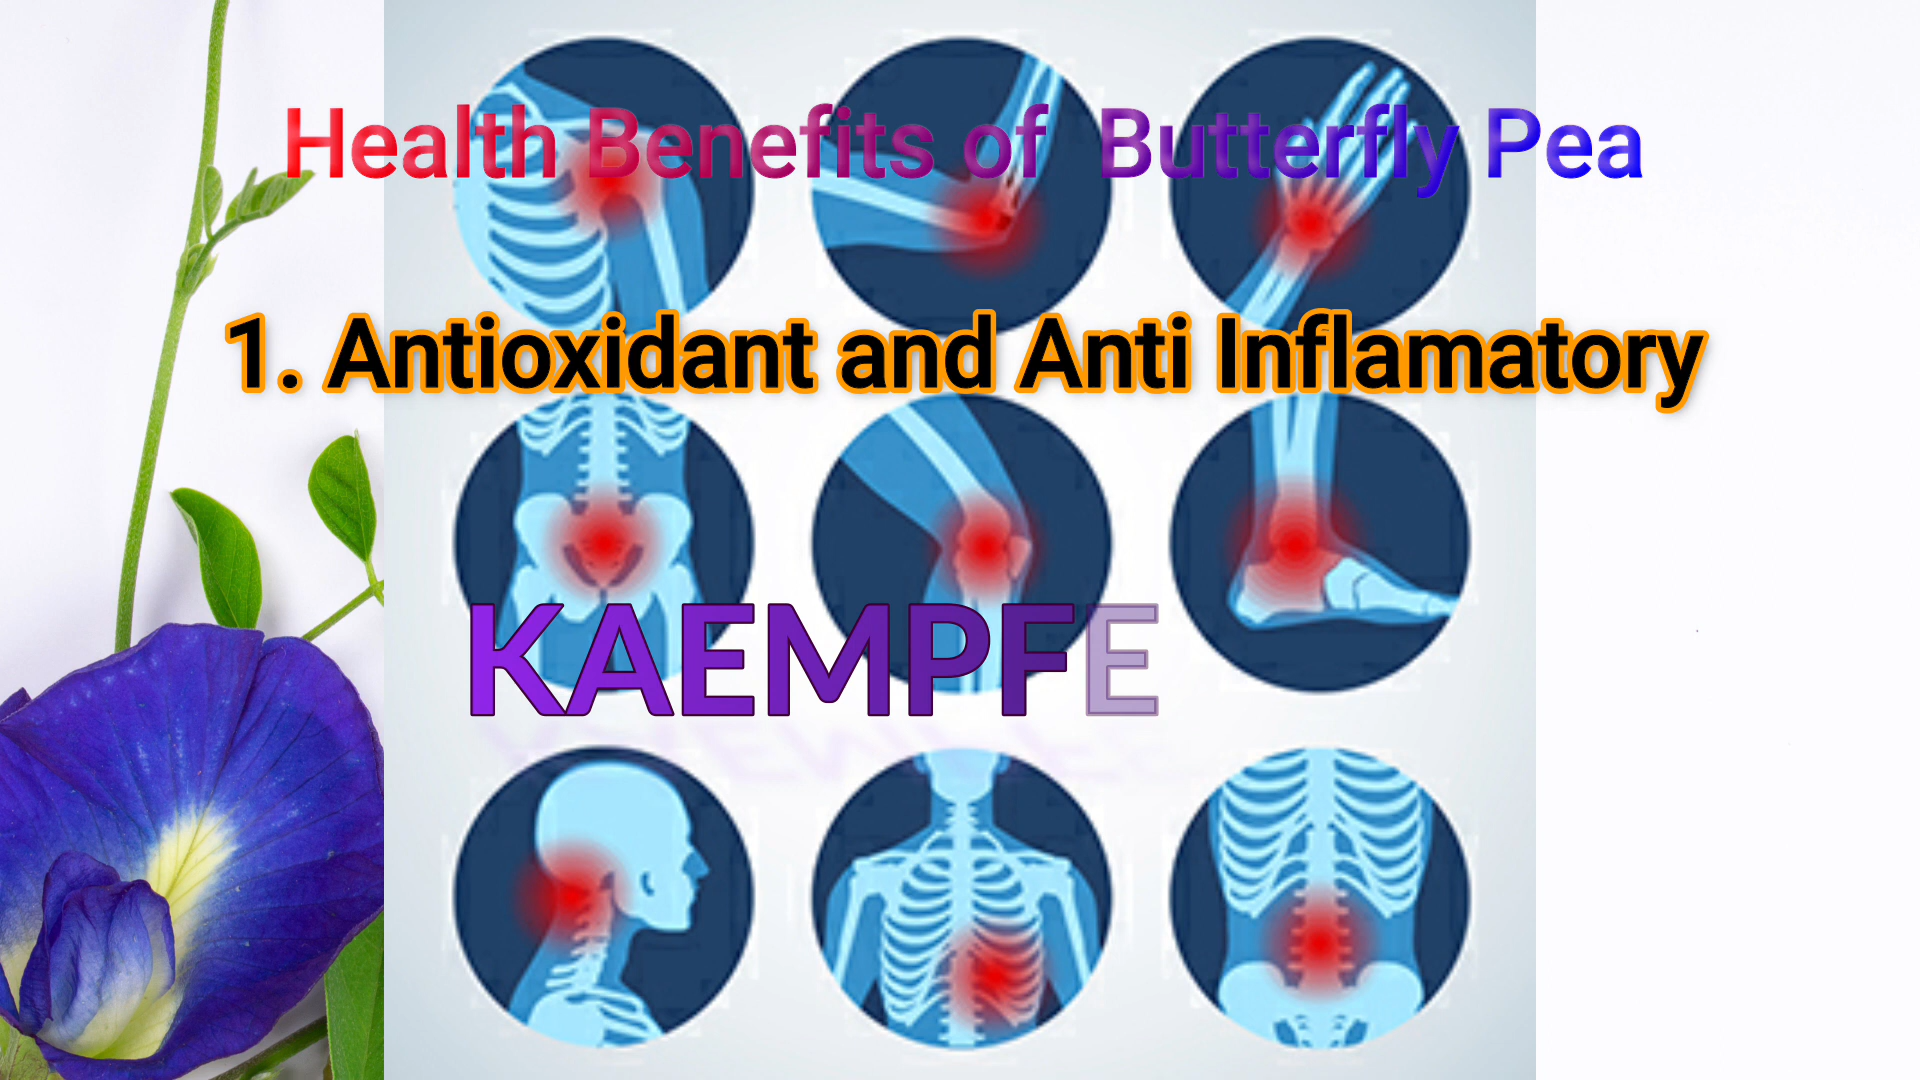 Health Benefits of Butterfly Pea
1. Antioxidant and Anti Inflamatory
KAEMPFE